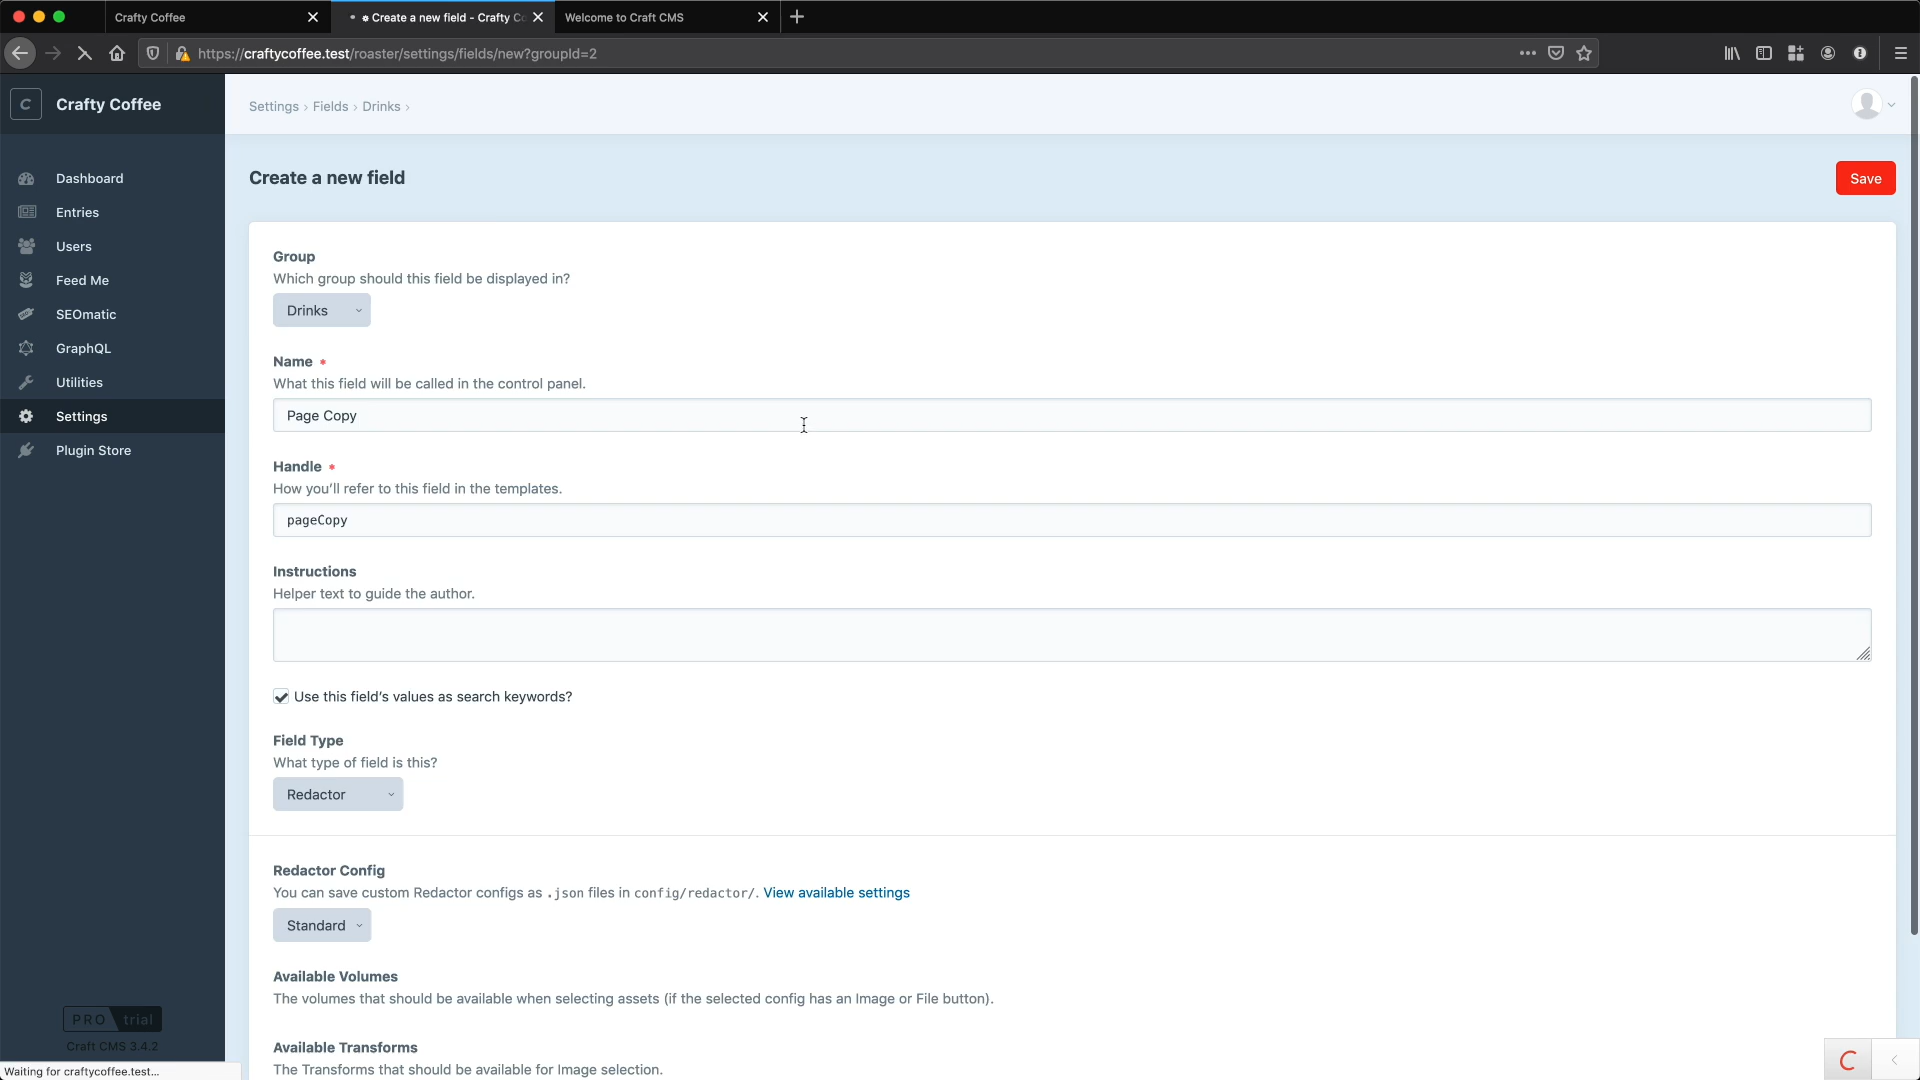 Crafty Coffee
Create a new field - Crafty Co
Welcome to Craft CMS
https://craftycoffee.test/roaster/settings/fields/new?groupId=2
C
Crafty Coffee
Settings › Fields › Drinks ›
Create a new field
Save
Dashboard
Entries
Users
Feed Me
SEOmatic
GraphQL
Utilities
Settings
Plugin Store
Group
Which group should this field be displayed in?
Drinks
Name *
What this field will be called in the control panel.
Page Copy
Handle *
How you'll refer to this field in the templates.
pageCopy
Instructions
Helper text to guide the author.
Use this field's values as search keywords?
Field Type
What type of field is this?
Redactor
Redactor Config
You can save custom Redactor configs as .json files in config/redactor/. View available settings
Standard
Available Volumes
The volumes that should be available when selecting assets (if the selected config has an Image or File button).
Available Transforms
The Transforms that should be available for Image selection.
PRO trial
Craft CMS 3.4.2
Waiting for craftycoffee.test...